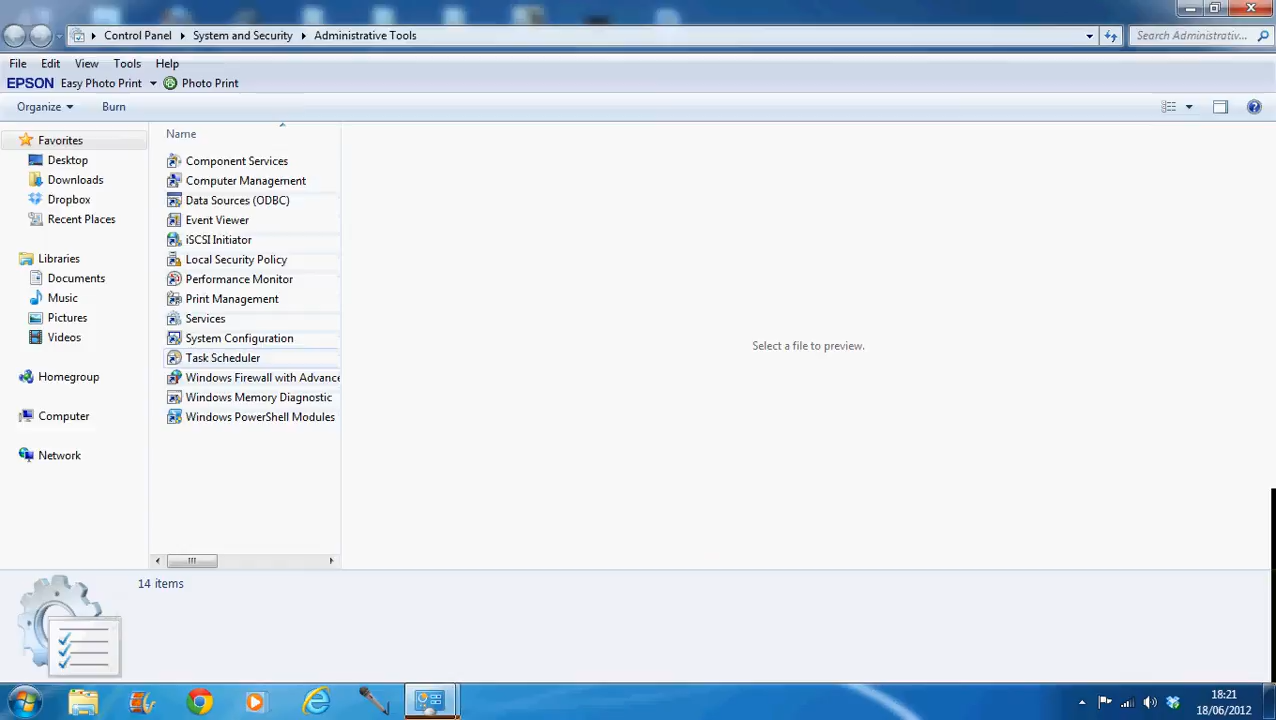 Control Panel System and Security Administrative Tools Search Administrativ...
File Edit View Tools Help
EPSON Easy Photo Print Photo Print
Organize Burn
Favorites
Desktop
Downloads
Dropbox
Recent Places
Libraries
Documents
Music
Pictures
Videos
Homegroup
Computer
Network
Name
Component Services
Computer Management
Data Sources (ODBC)
Event Viewer
iSCSI Initiator
Local Security Policy
Performance Monitor
Print Management
Services
System Configuration
Task Scheduler
Windows Firewall with Advance
Windows Memory Diagnostic
Windows PowerShell Modules
Select a file to preview.
14 items
18:21
18/06/2012